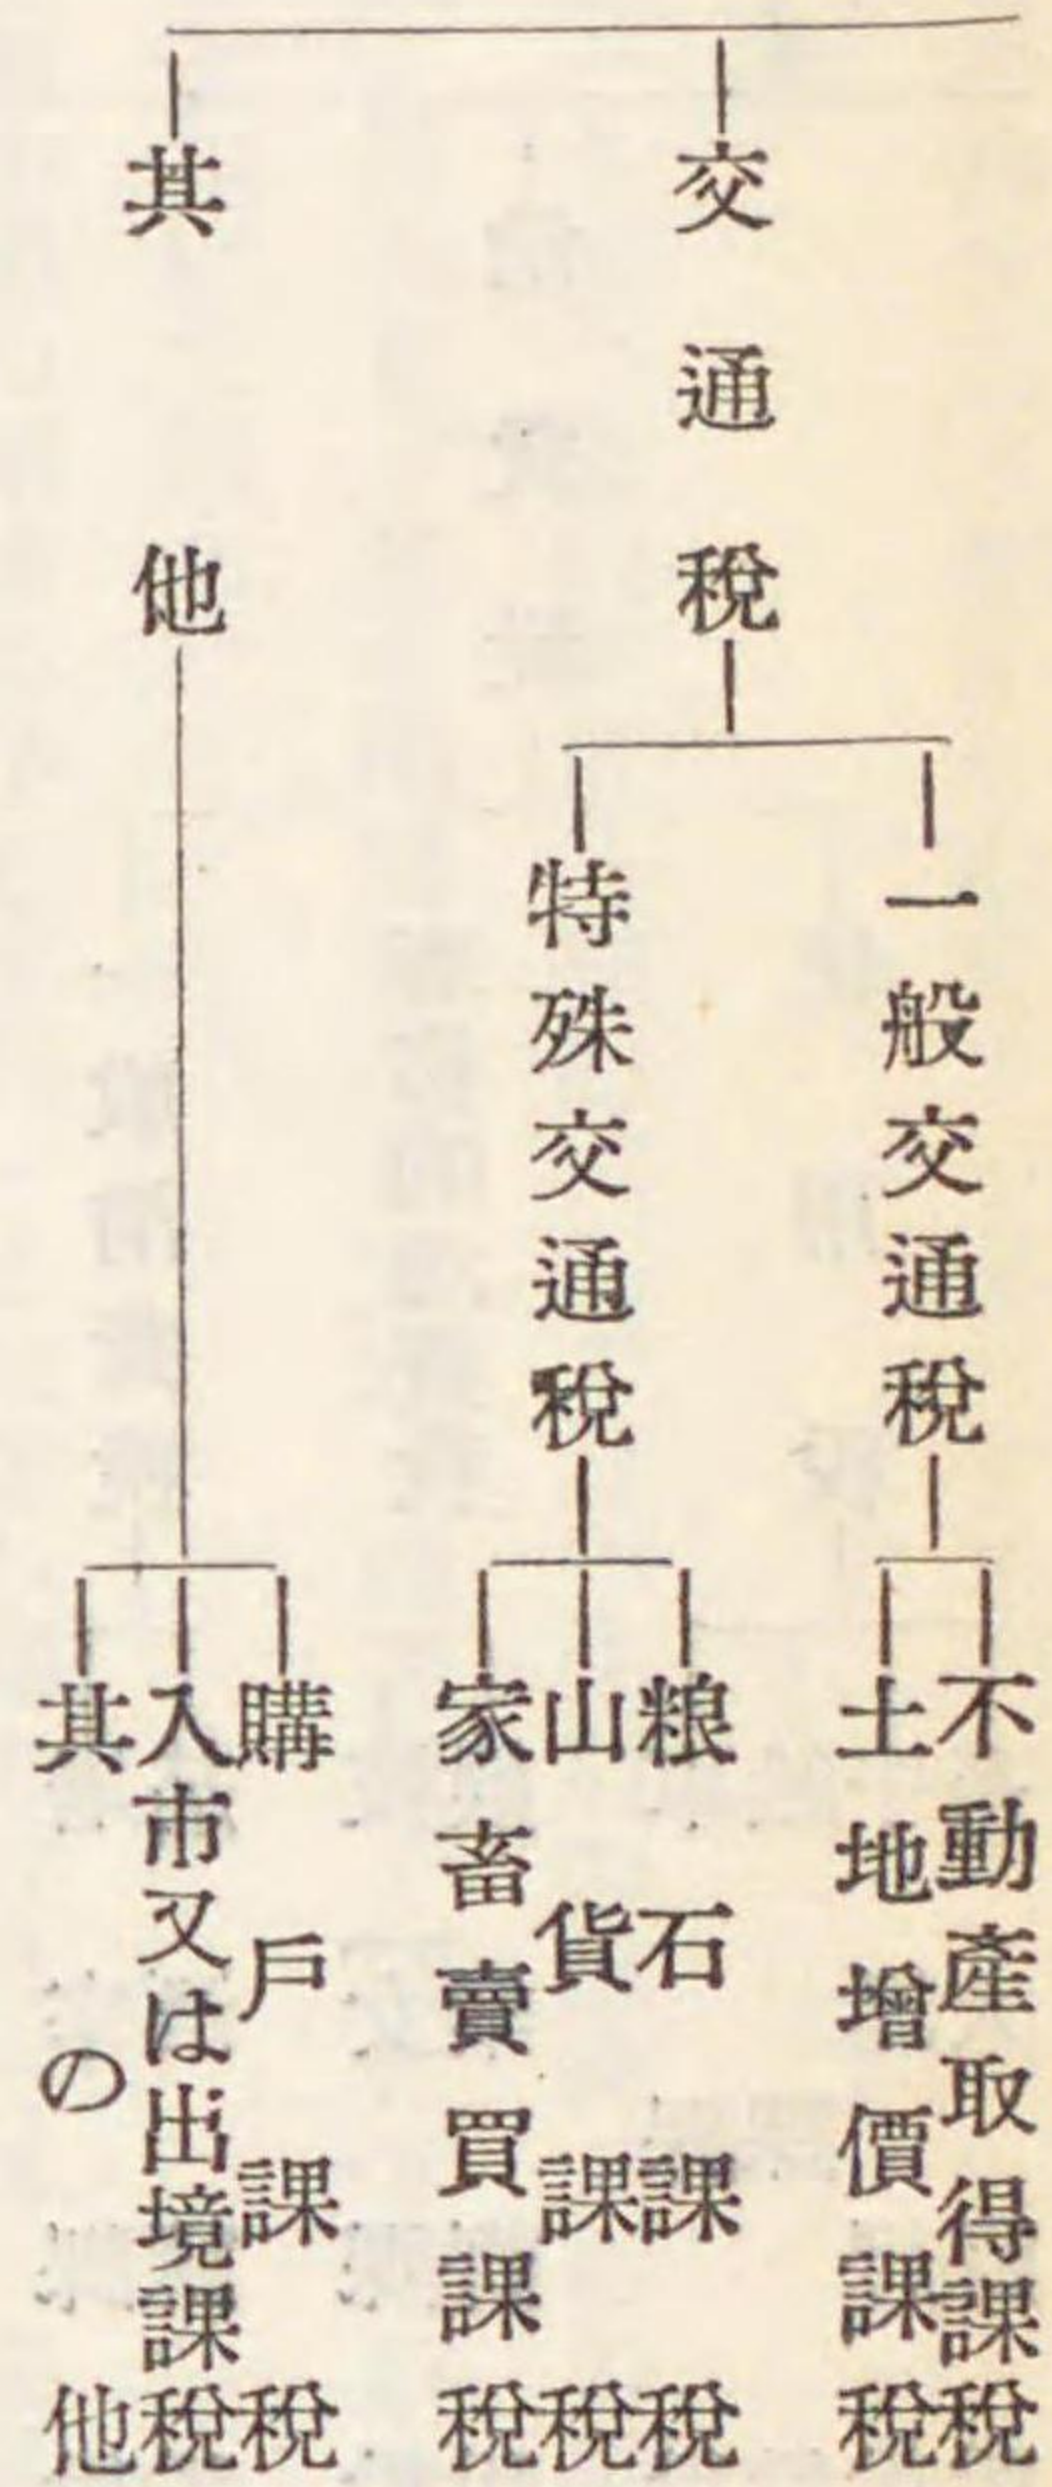 交通稅
一般交通稅
不動產取得課稅
土地增價課稅
特殊交通稅
粮石課稅
山貨課稅
家畜賣買課稅
其他
購戶課稅
入市又は出境課稅
其の他